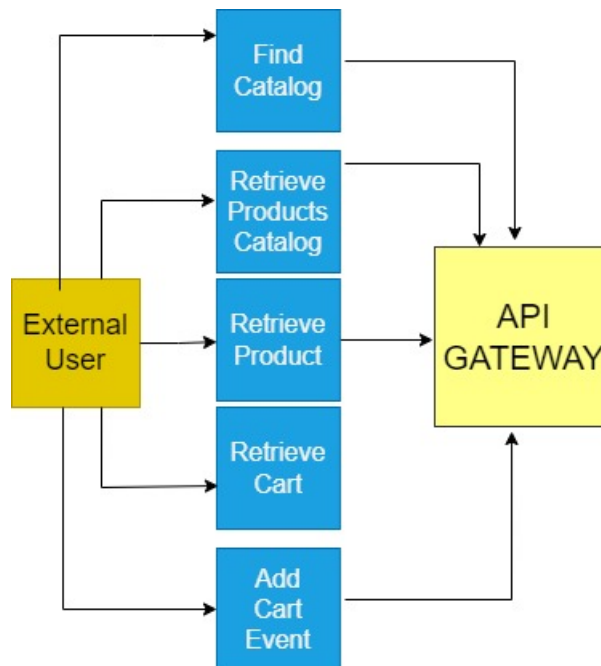 Find
Catalog
Retrieve
Products
Catalog
External
User
Retrieve
Product
API
GATEWAY
Retrieve
Cart
Add
Cart
Event